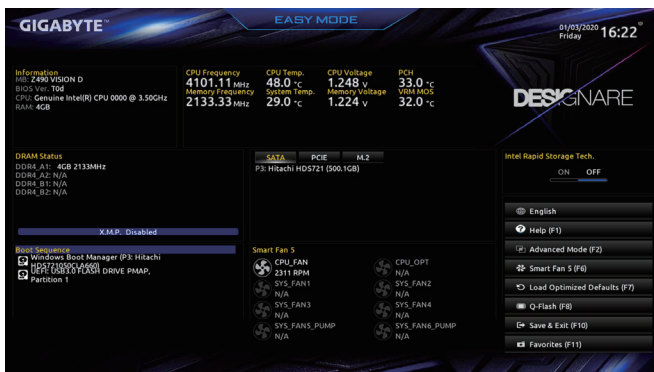 GIGABYTE™
EASY MODE
01/03/2020
Friday
16:22
Information
MB: Z490 VISION D
BIOS Ver. T0d
CPU: Genuine Intel(R) CPU 0000 @ 3.50GHz
RAM: 4GB
CPU Frequency
4101.11 MHz
Memory Frequency
2133.33 MHz
CPU Temp.
48.0 °C
System Temp.
29.0 °C
CPU Voltage
1.248 V
Memory Voltage
1.224 V
PCH
33.0 °C
VRM MOS
32.0 °C
DESIGNARE
DRAM Status
DDR4_A1: 4GB 2133MHz
DDR4_A2: N/A
DDR4_B1: N/A
DDR4_B2: N/A
X.M.P. Disabled
SATA PCIE M.2
P3: Hitachi HDS721 (500.1GB)
Intel Rapid Storage Tech.
ON OFF
Boot Sequence
Windows Boot Manager (P3: Hitachi
HDS721050CLA660)
UEFI: USB3.0 FLASH DRIVE PMAP,
Partition 1
Smart Fan 5
CPU_FAN
2311 RPM
CPU_OPT
N/A
SYS_FAN1
N/A
SYS_FAN2
N/A
SYS_FAN3
N/A
SYS_FAN4
N/A
SYS_FAN5_PUMP
N/A
SYS_FAN6_PUMP
N/A
English
Help (F1)
Advanced Mode (F2)
Smart Fan 5 (F6)
Load Optimized Defaults (F7)
Q-Flash (F8)
Save & Exit (F10)
Favorites (F11)